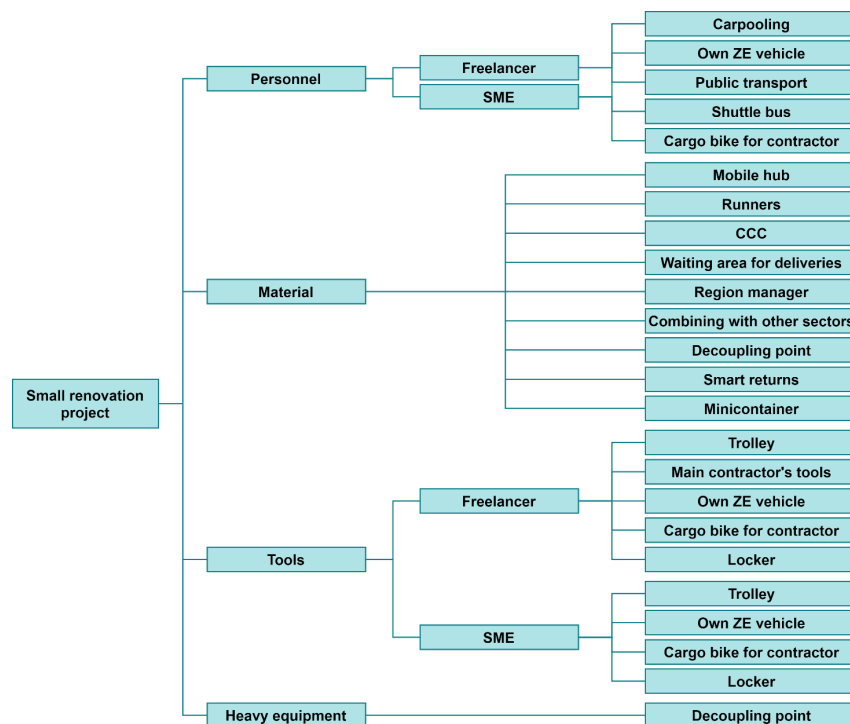 Small renovation
project
Personnel
Freelancer
SME
Carpooling
Own ZE vehicle
Public transport
Shuttle bus
Cargo bike for contractor
Material
Mobile hub
Runners
CCC
Waiting area for deliveries
Region manager
Combining with other sectors
Decoupling point
Smart returns
Minicontainer
Tools
Freelancer
Trolley
Main contractor's tools
Own ZE vehicle
Cargo bike for contractor
Locker
SME
Trolley
Own ZE vehicle
Cargo bike for contractor
Locker
Heavy equipment
Decoupling point